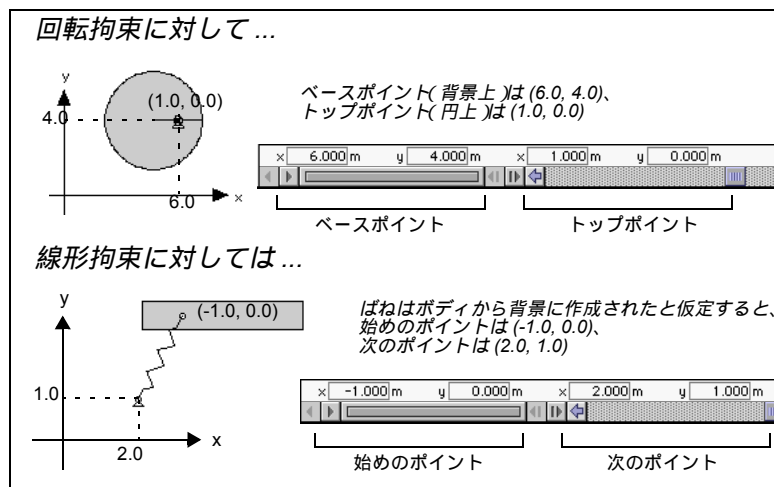 回転拘束に対して...
y
(1.0, 0.0)
4.0
6.0
x
ベースポイント(背景上)は (6.0, 4.0)、
トップポイント(円上)は (1.0, 0.0)
x 6.000 m y 4.000 m x 1.000 m y 0.000 m
ベースポイント トップポイント
線形拘束に対しては...
y
(-1.0, 0.0)
1.0
2.0
x
ばねはボディから背景に作成されたと仮定すると、
始めのポイントは (-1.0, 0.0)、
次のポイントは (2.0, 1.0)
x -1.000 m y 0.000 m x 2.000 m y 1.000 m
始めのポイント 次のポイント